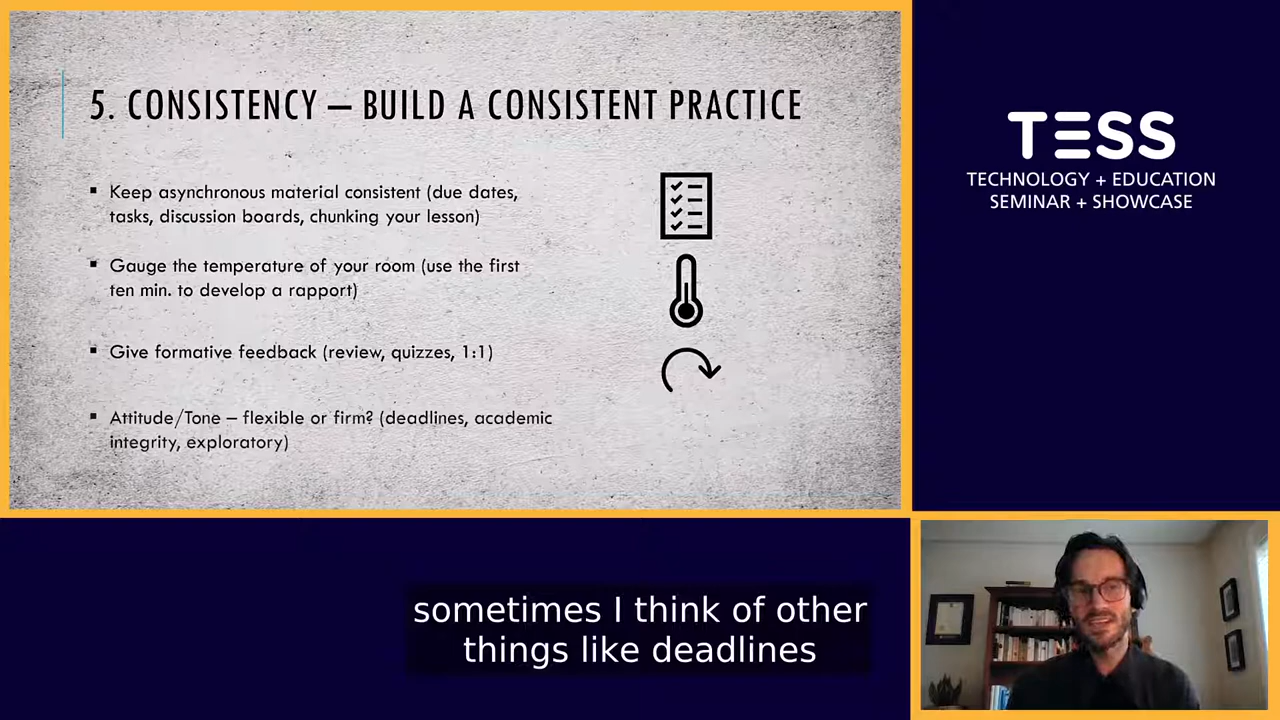 5. CONSISTENCY – BUILD A CONSISTENT PRACTICE
▪ Keep asynchronous material consistent (due dates,
tasks, discussion boards, chunking your lesson)
▪ Gauge the temperature of your room (use the first
ten min. to develop a rapport)
▪ Give formative feedback (review, quizzes, 1:1)
▪ Attitude/Tone – flexible or firm? (deadlines, academic
integrity, exploratory)
TESS
TECHNOLOGY + EDUCATION
SEMINAR + SHOWCASE
sometimes I think of other
things like deadlines